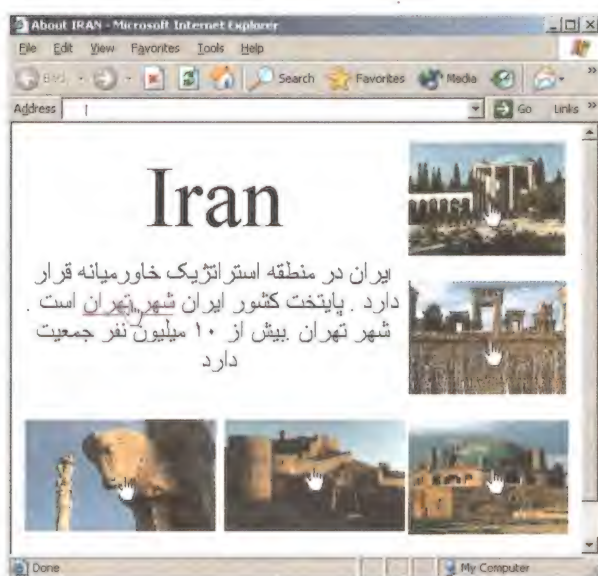 About IRAN - Microsoft Internet Explorer
File Edit View Favorites Tools Help
Back Search Favorites Media »
Address Go Links »
Iran
ایران در منطقه استراتژیک خاورمیانه قرار
دارد . پایتخت کشور ایران شهر تهران است .
شهر تهران بیش از ۱۰ میلیون نفر جمعیت
دارد
Done My Computer